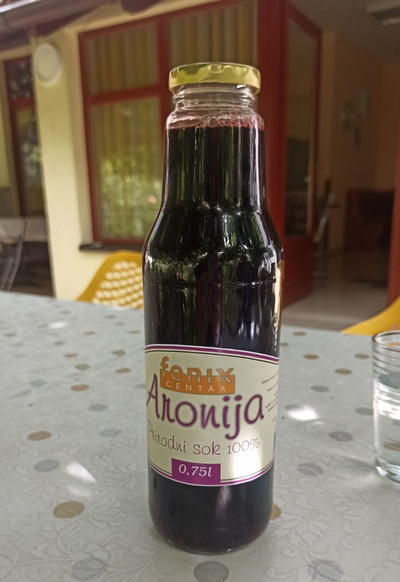 fenix
CENTAR
Aronija
Prirodni sok 100%
0,75l